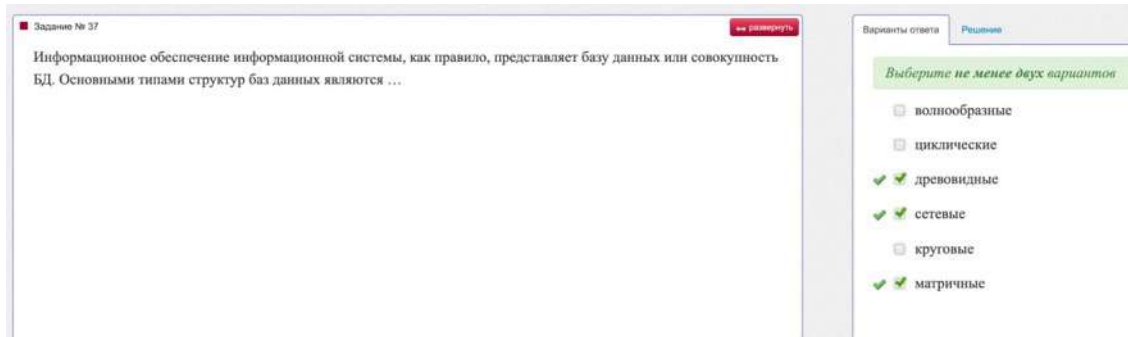 Задание № 37
развернуть
Информационное обеспечение информационной системы, как правило, представляет базу данных или совокупность
БД. Основными типами структур баз данных являются …
Варианты ответа
Решение
Выберите не менее двух вариантов
волнообразные
циклические
древовидные
сетевые
круговые
матричные